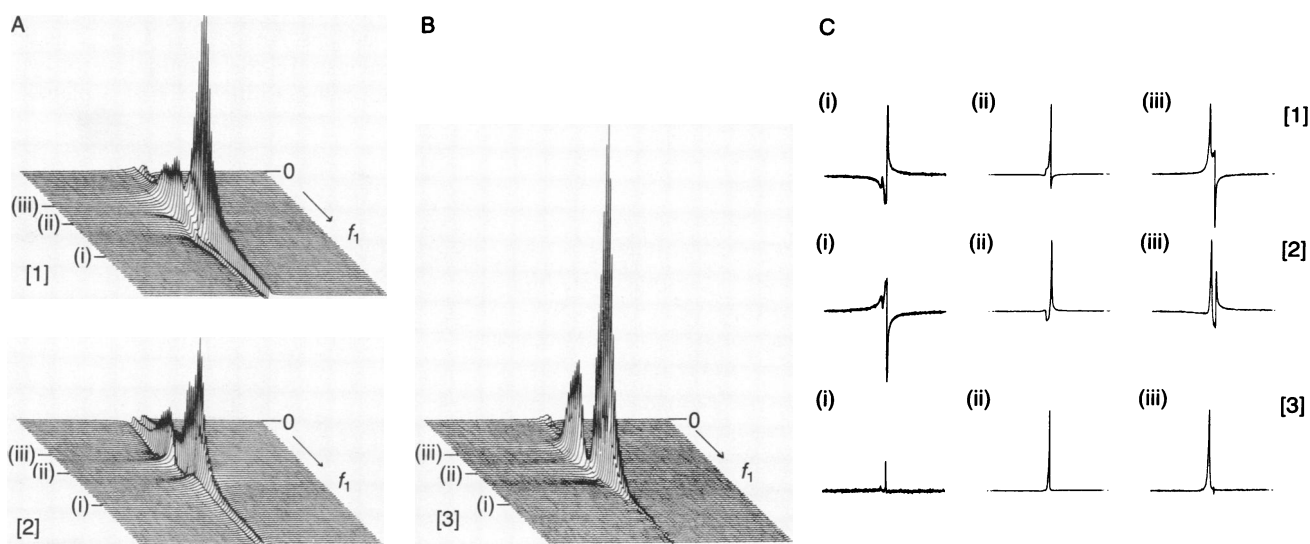 A
0
(iii)
(ii)
f1
(i)
[1]
0
(iii)
(ii)
f1
(i)
[2]
B
0
(iii)
(ii)
f1
(i)
[3]
C
(i) (ii) (iii) [1]
(i) (ii) (iii) [2]
(i) (ii) (iii) [3]